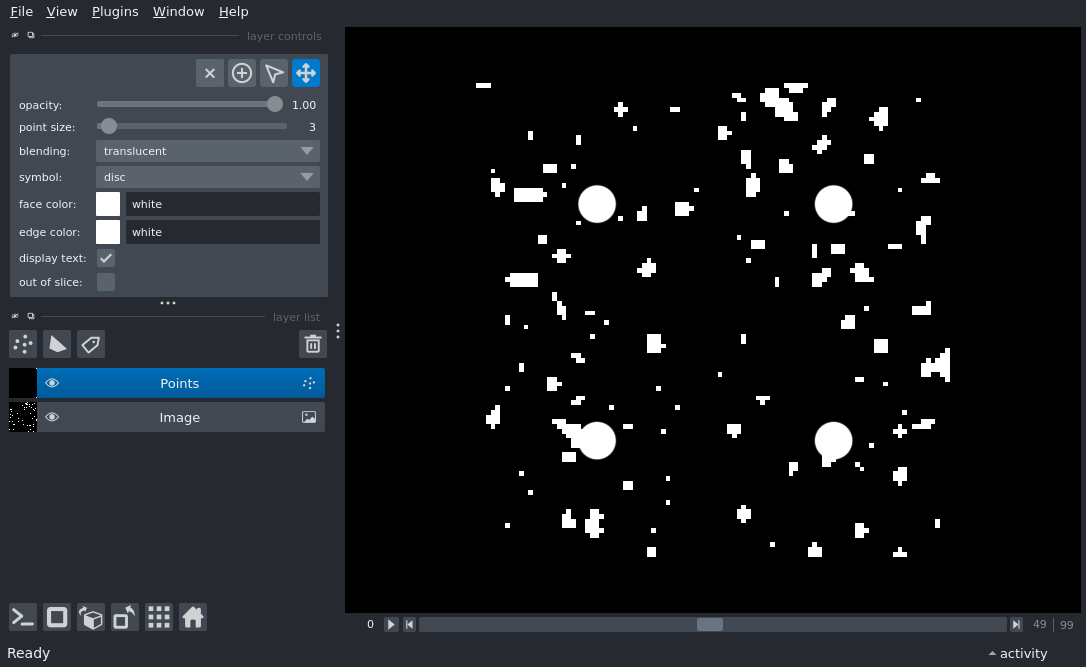 File View Plugins Window Help
layer controls
opacity: 1.00
point size: 3
blending: translucent
symbol: disc
face color: white
edge color: white
display text:
out of slice:
layer list
Points
Image
0 49 | 99
Ready activity